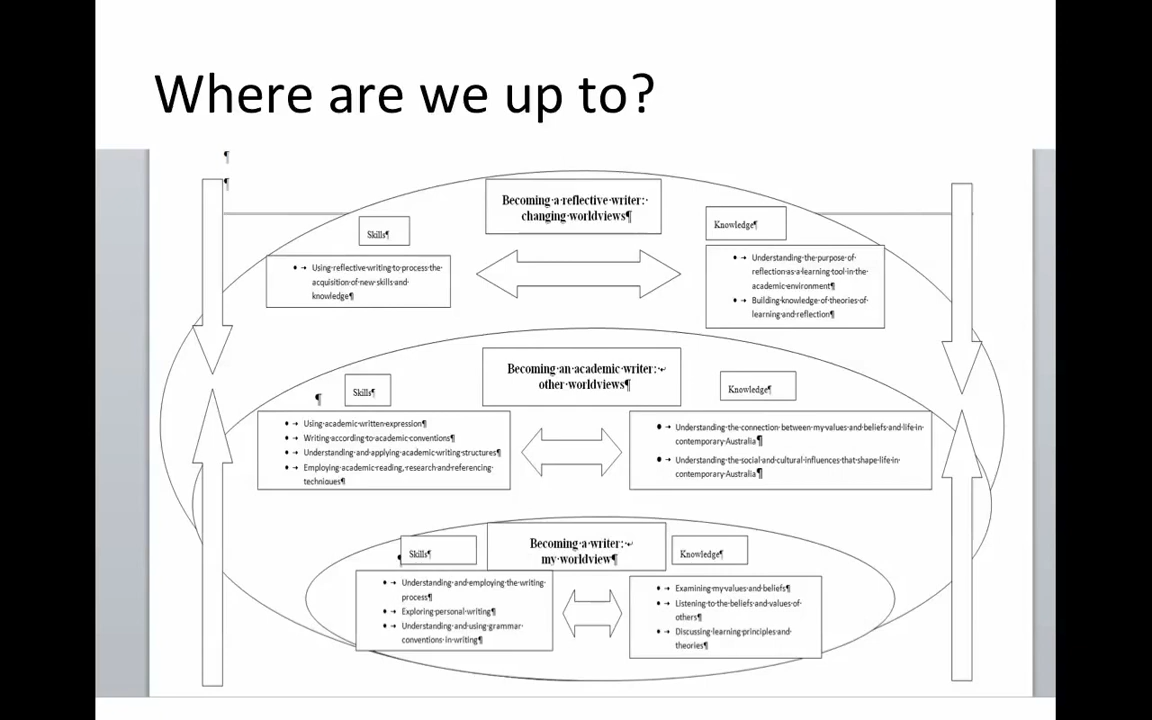 Where are we up to?
¶
¶
Becoming·a·reflective·writer:·
changing·worldviews¶
Skills¶
Knowledge¶
• → Using·reflective·writing·to·process·the·
acquisition·of·new·skills·and·
knowledge¶
• → Understanding·the·purpose·of·
reflection·as·a·learning·tool·in·the·
academic·environment¶
• → Building·knowledge·of·theories·of·
learning·and·reflection¶
Becoming·an·academic·writer:·↵
other·worldviews¶
¶
Skills¶
Knowledge¶
• → Using·academic·written·expression¶
• → Writing·according·to·academic·conventions¶
• → Understanding·and·applying·academic·writing·structures¶
• → Employing·academic·reading,·research·and·referencing·
techniques¶
• → Understanding·the·connection·between·my·values·and·beliefs·and·life·in·
contemporary·Australia¶
• → Understanding·the·social·and·cultural·influences·that·shape·life·in·
contemporary·Australia¶
Becoming·a·writer:·↵
my·worldview¶
Skills¶
Knowledge¶
• → Understanding·and·employing·the·writing·
process¶
• → Exploring·personal·writing¶
• → Understanding·and·using·grammar·
conventions·in·writing¶
• → Examining·my·values·and·beliefs¶
• → Listening·to·the·beliefs·and·values·of·
others¶
• → Discussing·learning·principles·and·
theories¶